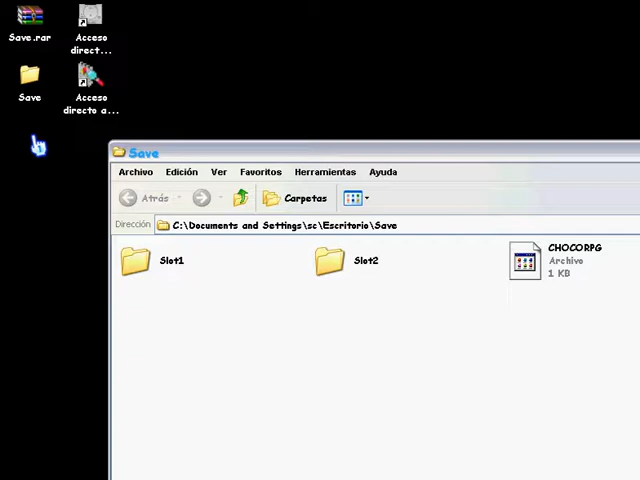 Save.rar
Acceso
direct...
Save
Acceso
directo a...
Save
Archivo Edición Ver Favoritos Herramientas Ayuda
Atrás Carpetas
Dirección C:\Documents and Settings\sc\Escritorio\Save
Slot1
Slot2
CHOCORPG
Archivo
1 KB